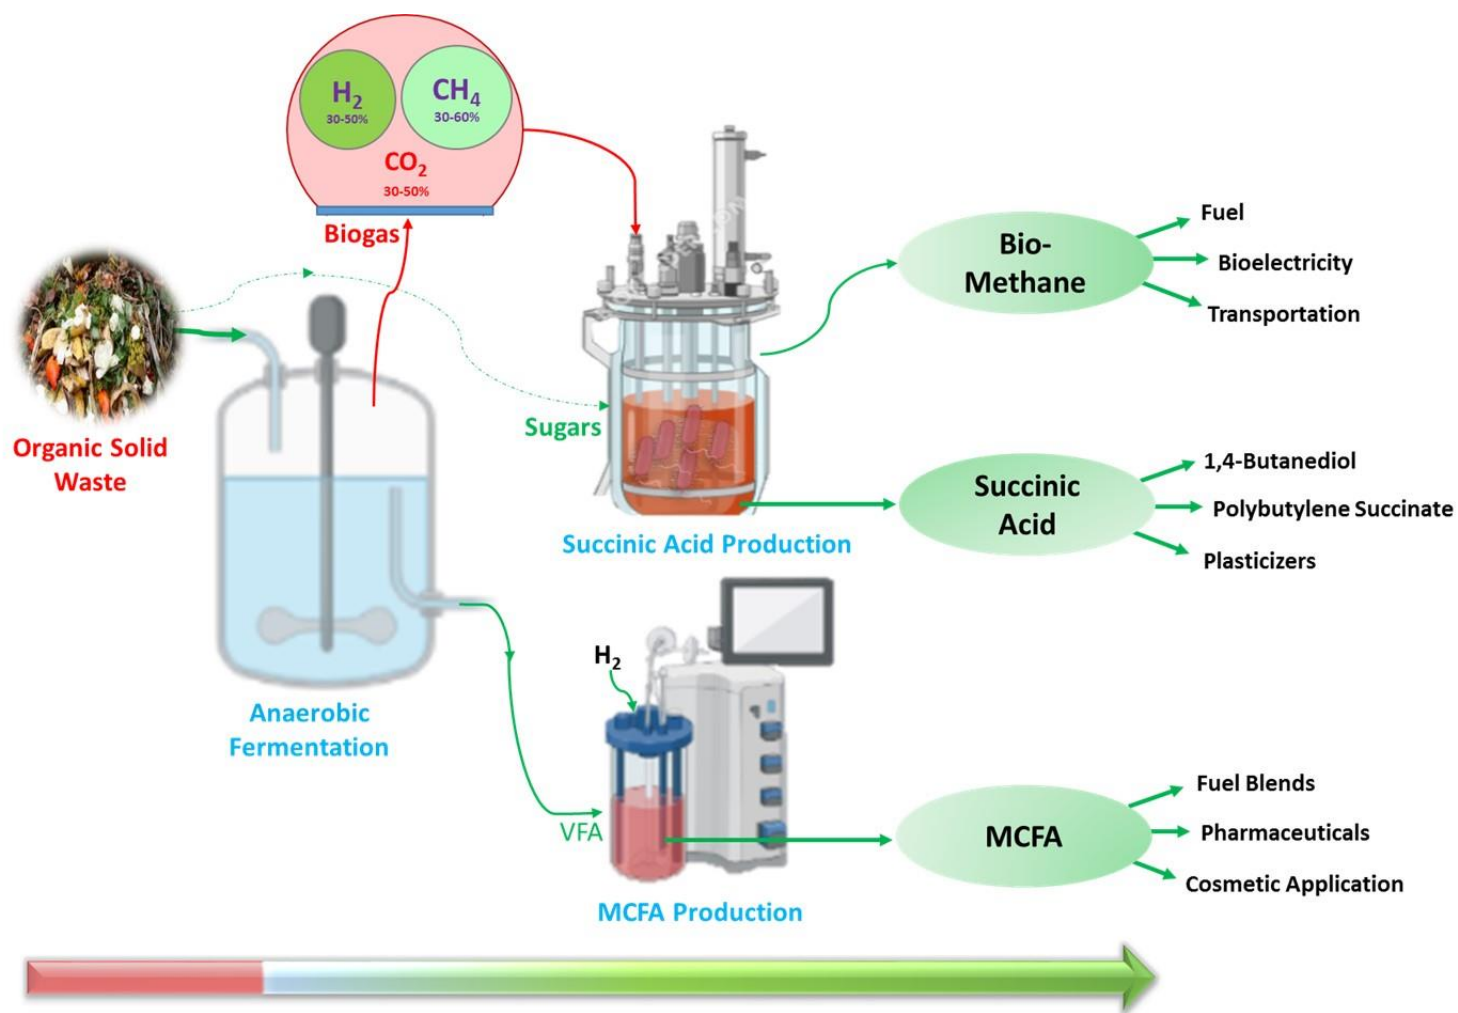 H2
30-50%
CH4
30-60%
CO2
30-50%
Biogas
Organic Solid
Waste
Sugars
Anaerobic
Fermentation
Succinic Acid Production
H2
VFA
MCFA Production
Bio-
Methane
Fuel
Bioelectricity
Transportation
Succinic
Acid
1,4-Butanediol
Polybutylene Succinate
Plasticizers
MCFA
Fuel Blends
Pharmaceuticals
Cosmetic Application